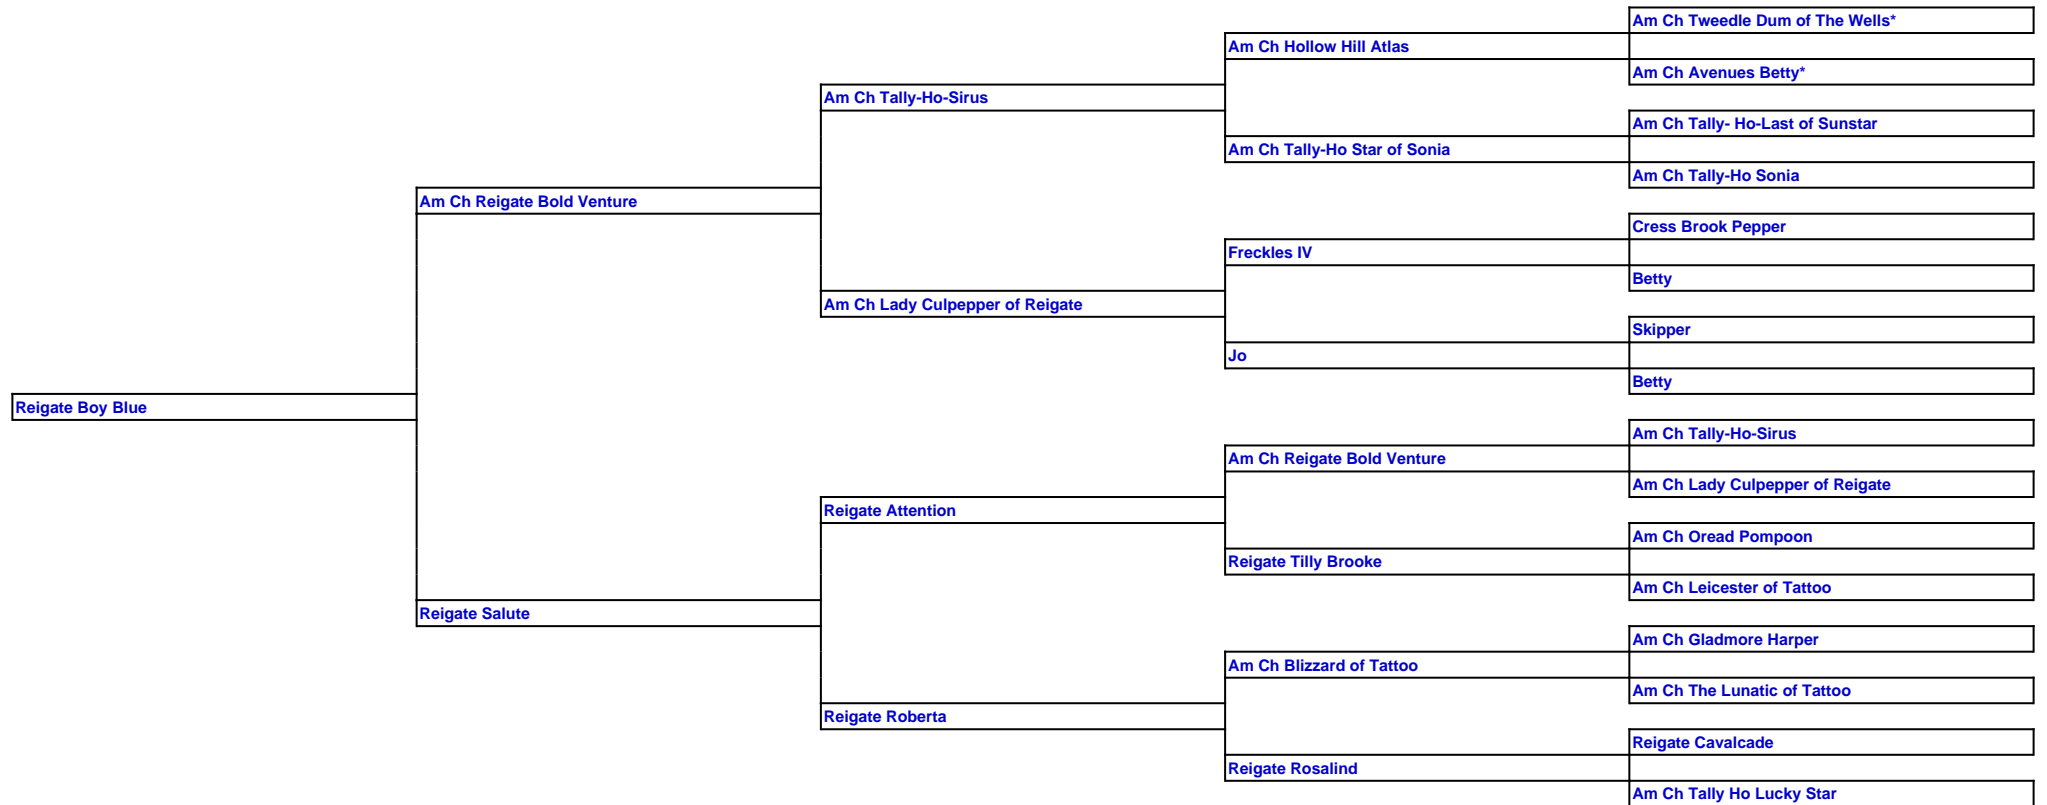 Am Ch Tweedle Dum of The Wells*
Am Ch Hollow Hill Atlas
Am Ch Avenues Betty*
Am Ch Tally-Ho-Sirus
Am Ch Tally- Ho-Last of Sunstar
Am Ch Tally-Ho Star of Sonia
Am Ch Tally-Ho Sonia
Am Ch Reigate Bold Venture
Cress Brook Pepper
Freckles IV
Betty
Am Ch Lady Culpepper of Reigate
Skipper
Jo
Betty
Reigate Boy Blue
Am Ch Tally-Ho-Sirus
Am Ch Reigate Bold Venture
Am Ch Lady Culpepper of Reigate
Reigate Attention
Am Ch Oread Pompoon
Reigate Tilly Brooke
Am Ch Leicester of Tattoo
Reigate Salute
Am Ch Gladmore Harper
Am Ch Blizzard of Tattoo
Am Ch The Lunatic of Tattoo
Reigate Roberta
Reigate Cavalcade
Reigate Rosalind
Am Ch Tally Ho Lucky Star